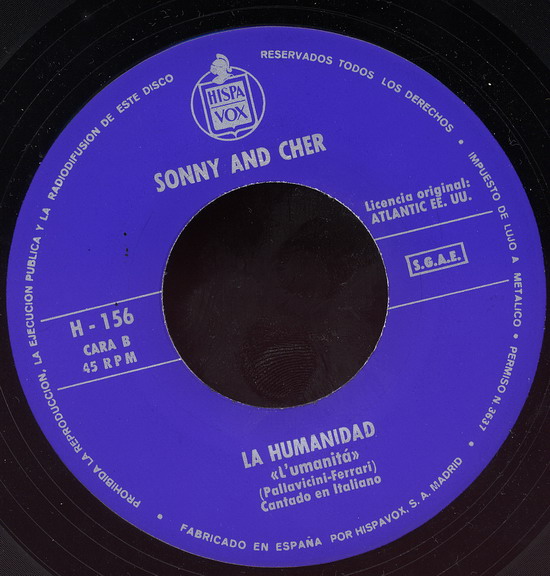 RESERVADOS TODOS LOS DERECHOS • IMPUESTO DE LUJO A METALICO • PERMISO N. 3637
PROHIBIDA LA REPRODUCCION, LA EJECUCION PUBLICA Y LA RADIODIFUSION DE ESTE DISCO
HISPA
VOX
SONNY AND CHER
Licencia original:
ATLANTIC EE. UU.
S.G.A.E.
H - 156
CARA B
45 RPM
LA HUMANIDAD
«L'umanitá»
(Pallavicini-Ferrari)
Cantado en Italiano
• FABRICADO EN ESPAÑA POR HISPAVOX, S. A. MADRID •